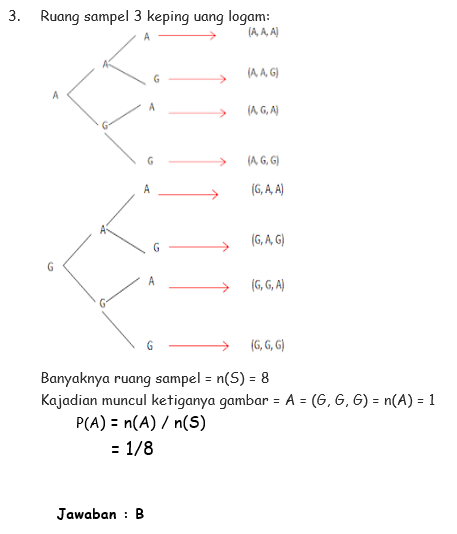 3. Ruang sampel 3 keping uang logam:
A (A, A, A)
A
G (A, A, G)
A
A (A, G, A)
G
G (A, G, G)
A (G, A, A)
A
G (G, A, G)
G
A (G, G, A)
G
G (G, G, G)
Banyaknya ruang sampel = n(S) = 8
Kajadian muncul ketiganya gambar = A = (G, G, G) = n(A) = 1
P(A) = n(A) / n(S)
= 1/8
Jawaban : B